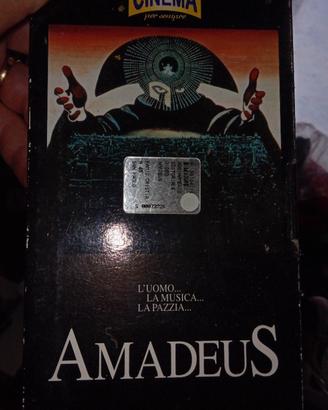 CINEMA
per sempre
L'UOMO...
LA MUSICA...
LA PAZZIA...
AMADEUS